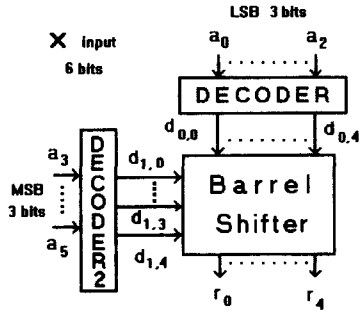 LSB 3 bits
X input
6 bits
a0 a2
DECODER
d0,0 d0,4
a3
MSB
3 bits
a5
DECODER2
d1,0
d1,3
d1,4
Barrel
Shifter
r0 r4